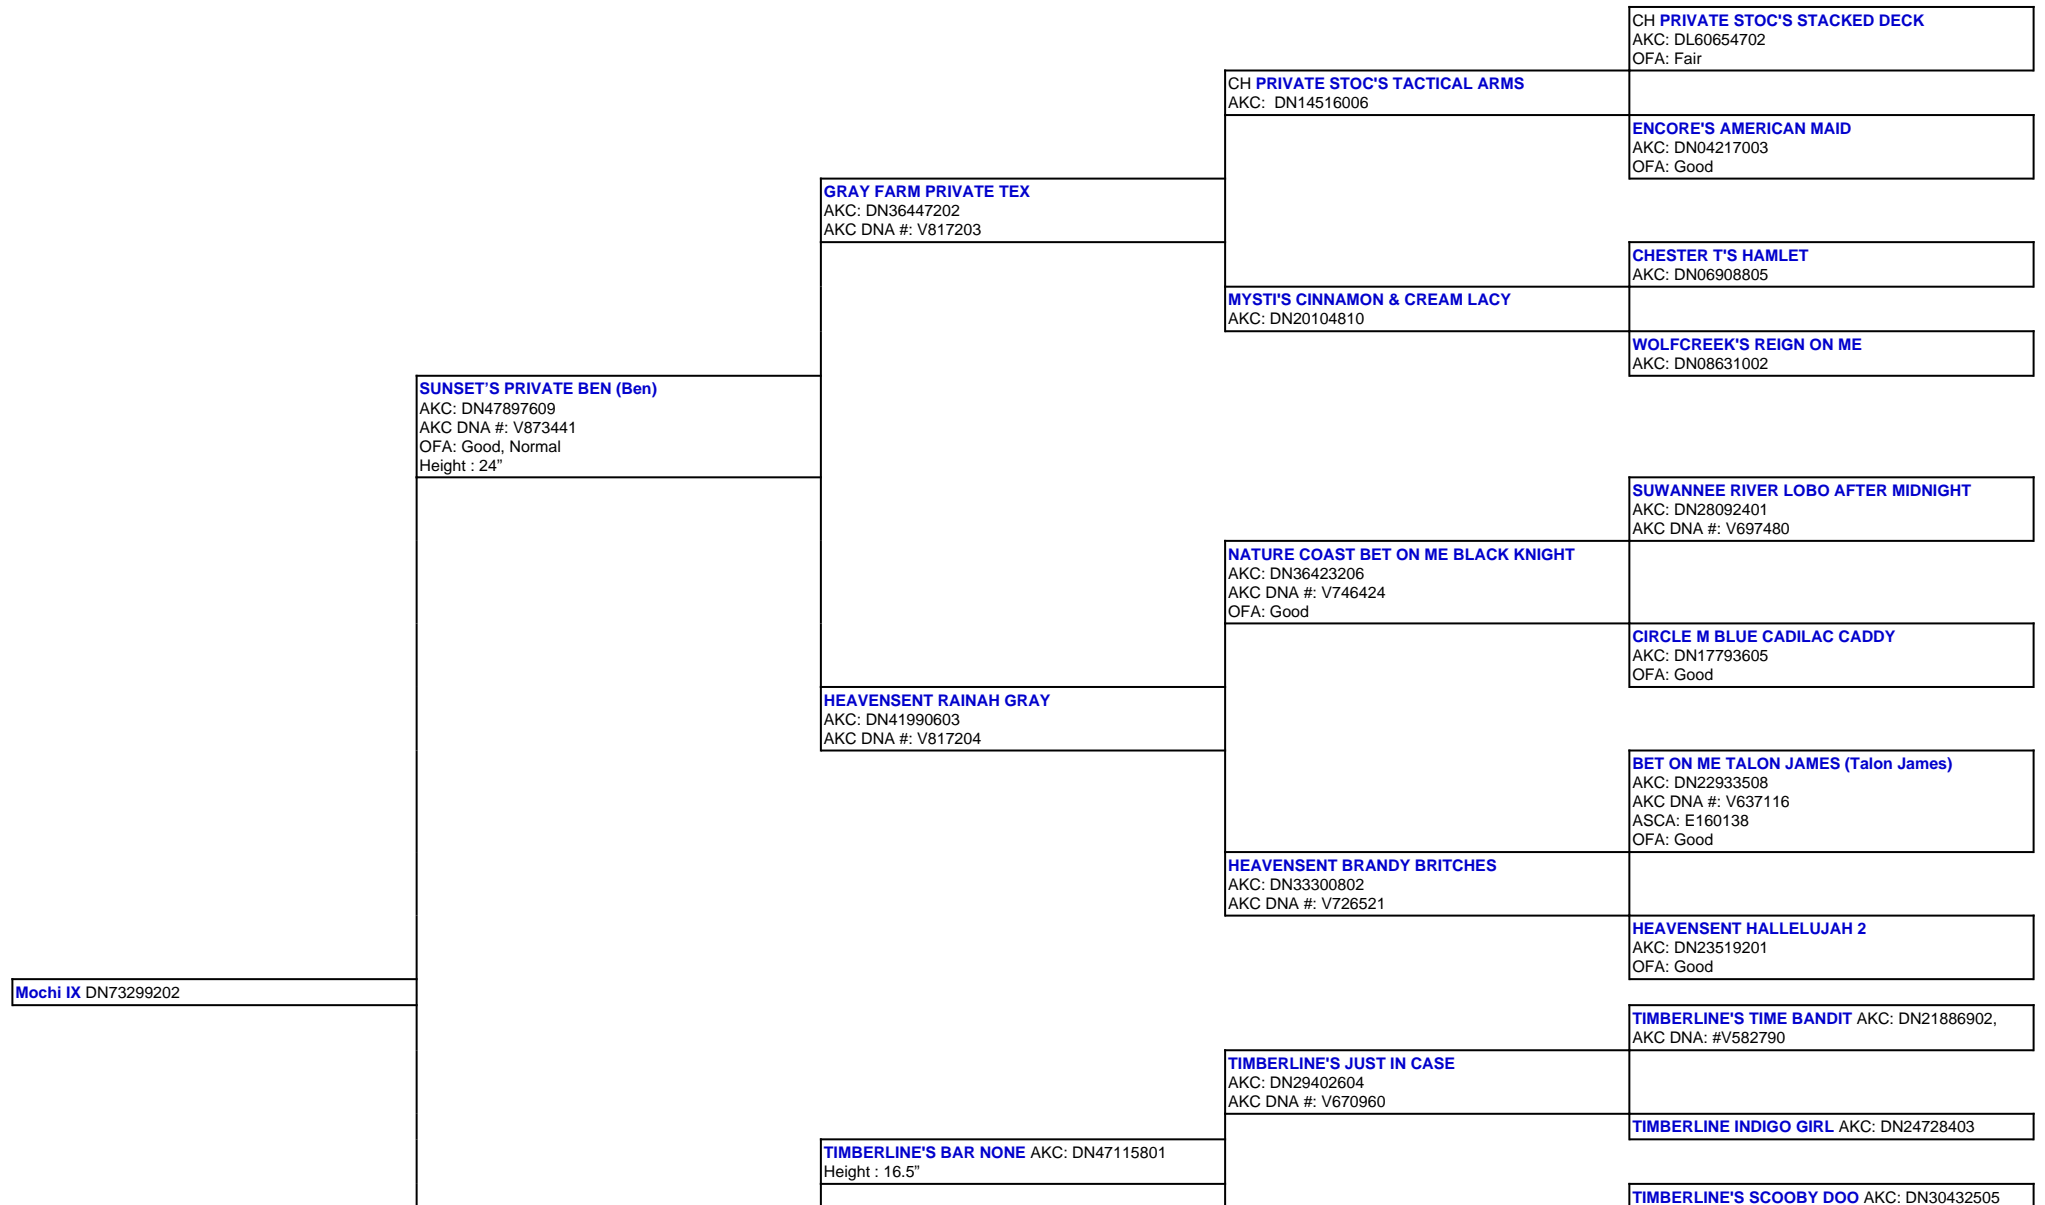 CH PRIVATE STOC'S STACKED DECK
AKC: DL60654702
OFA: Fair
CH PRIVATE STOC'S TACTICAL ARMS
AKC:  DN14516006
ENCORE'S AMERICAN MAID
AKC: DN04217003
OFA: Good
GRAY FARM PRIVATE TEX
AKC: DN36447202
AKC DNA #: V817203
CHESTER T'S HAMLET
AKC: DN06908805
MYSTI'S CINNAMON & CREAM LACY
AKC: DN20104810
WOLFCREEK'S REIGN ON ME
AKC: DN08631002
SUNSET’S PRIVATE BEN (Ben)
AKC: DN47897609
AKC DNA #: V873441
OFA: Good, Normal
Height : 24”
SUWANNEE RIVER LOBO AFTER MIDNIGHT
AKC: DN28092401
AKC DNA #: V697480
NATURE COAST BET ON ME BLACK KNIGHT
AKC: DN36423206
AKC DNA #: V746424
OFA: Good
CIRCLE M BLUE CADILAC CADDY
AKC: DN17793605
OFA: Good
HEAVENSENT RAINAH GRAY
AKC: DN41990603
AKC DNA #: V817204
BET ON ME TALON JAMES (Talon James)
AKC: DN22933508
AKC DNA #: V637116
ASCA: E160138
OFA: Good
HEAVENSENT BRANDY BRITCHES
AKC: DN33300802
AKC DNA #: V726521
HEAVENSENT HALLELUJAH 2
AKC: DN23519201
OFA: Good
Mochi IX DN73299202
TIMBERLINE'S TIME BANDIT AKC: DN21886902,
AKC DNA: #V582790
TIMBERLINE'S JUST IN CASE
AKC: DN29402604
AKC DNA #: V670960
TIMBERLINE INDIGO GIRL AKC: DN24728403
TIMBERLINE'S BAR NONE AKC: DN47115801
Height : 16.5”
TIMBERLINE'S SCOOBY DOO AKC: DN30432505